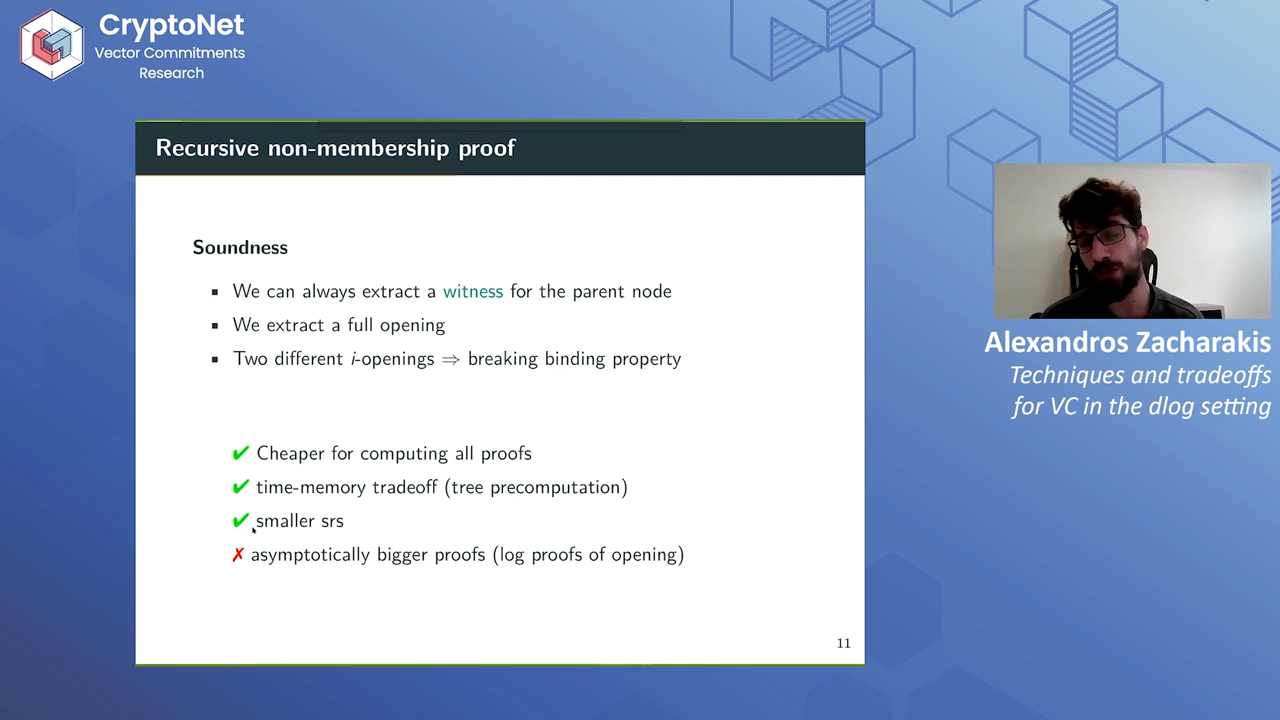 CryptoNet
Vector Commitments
Research
Recursive non-membership proof
Soundness
▪ We can always extract a witness for the parent node
▪ We extract a full opening
▪ Two different i-openings ⇒ breaking binding property
✔ Cheaper for computing all proofs
✔ time-memory tradeoff (tree precomputation)
✔ smaller srs
✗ asymptotically bigger proofs (log proofs of opening)
11
Alexandros Zacharakis
Techniques and tradeoffs
for VC in the dlog setting